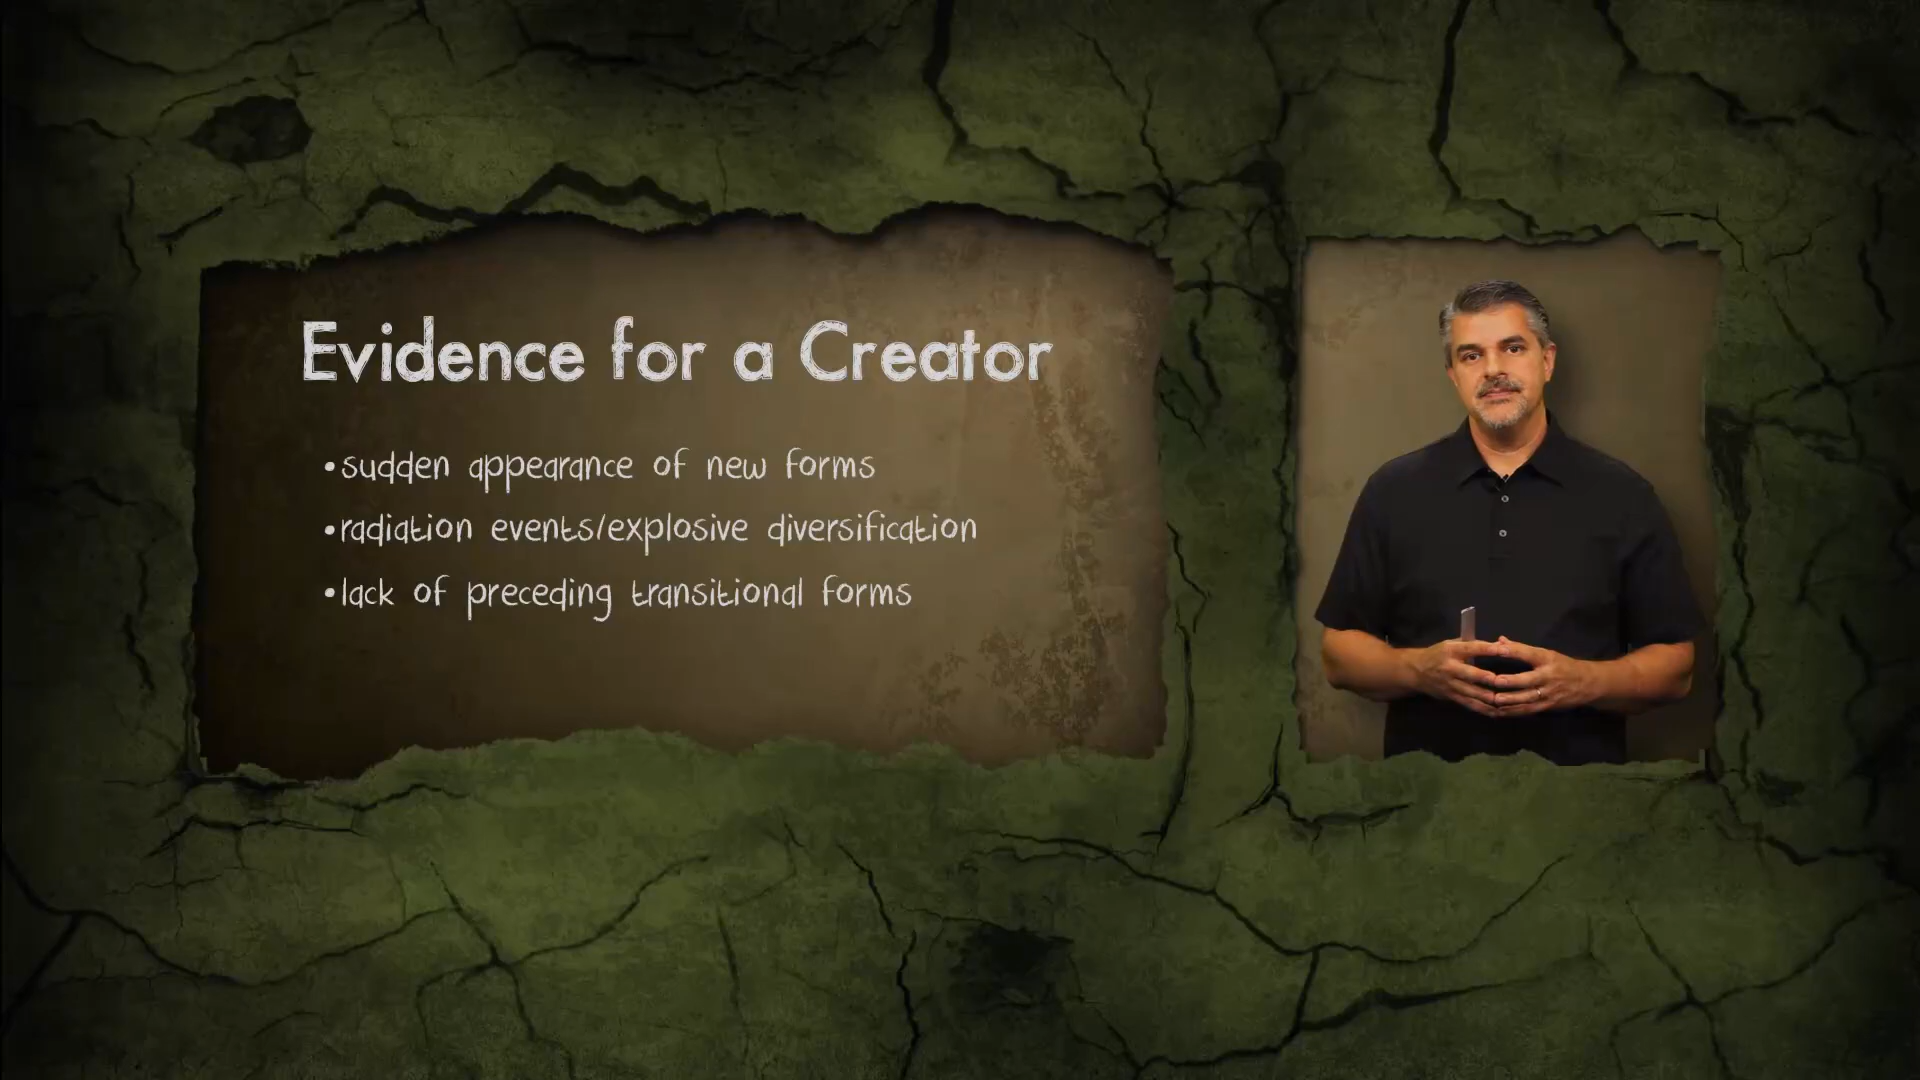 Evidence for a Creator
•sudden appearance of new forms
•radiation events/explosive diversification
•lack of preceding transitional forms